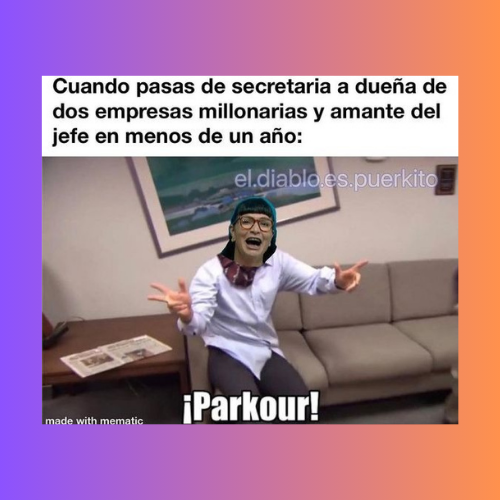 Cuando pasas de secretaria a dueña de
dos empresas millonarias y amante del
jefe en menos de un año:
el.diablo.es.puerkito
¡Parkour!
made with mematic